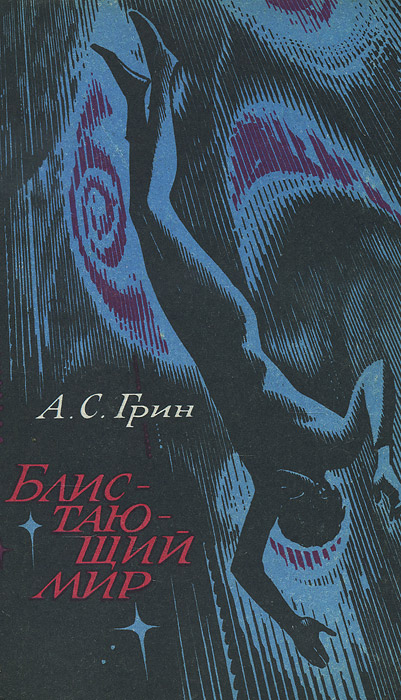 А. С. Грин
Блис-
таю-
щий
мир